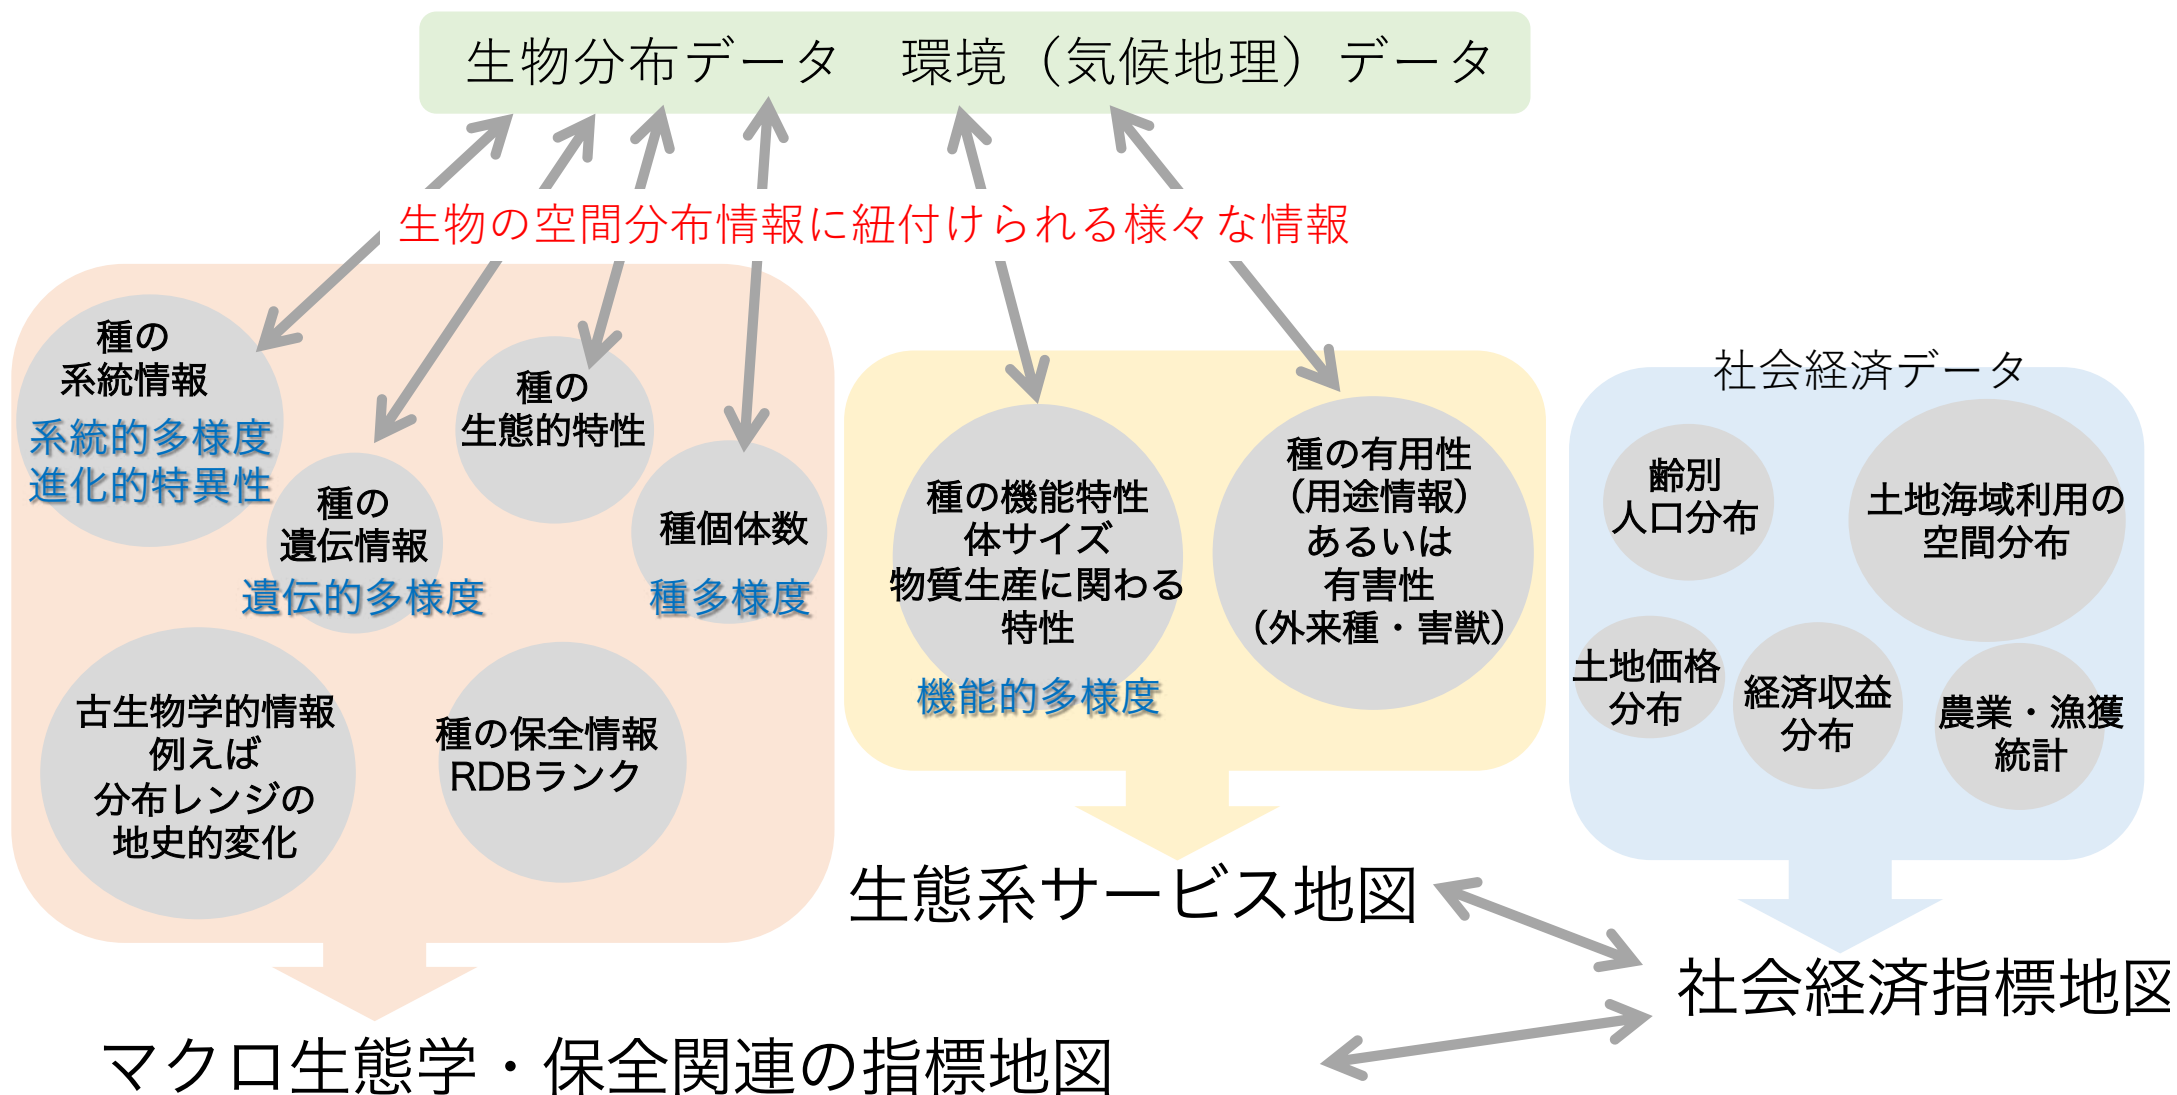 生物分布データ　環境（気候地理）データ
生物の空間分布情報に紐付けられる様々な情報
種の
系統情報
系統的多様度
進化的特異性
種の
遺伝情報
遺伝的多様度
種の
生態的特性
種個体数
種多様度
古生物学的情報
例えば
分布レンジの
地史的変化
種の保全情報
RDBランク
マクロ生態学・保全関連の指標地図
種の機能特性
体サイズ
物質生産に関わる
特性
機能的多様度
種の有用性
（用途情報）
あるいは
有害性
（外来種・害獣）
生態系サービス地図
社会経済データ
齢別
人口分布
土地海域利用の
空間分布
土地価格
分布
経済収益
分布
農業・漁獲
統計
社会経済指標地図